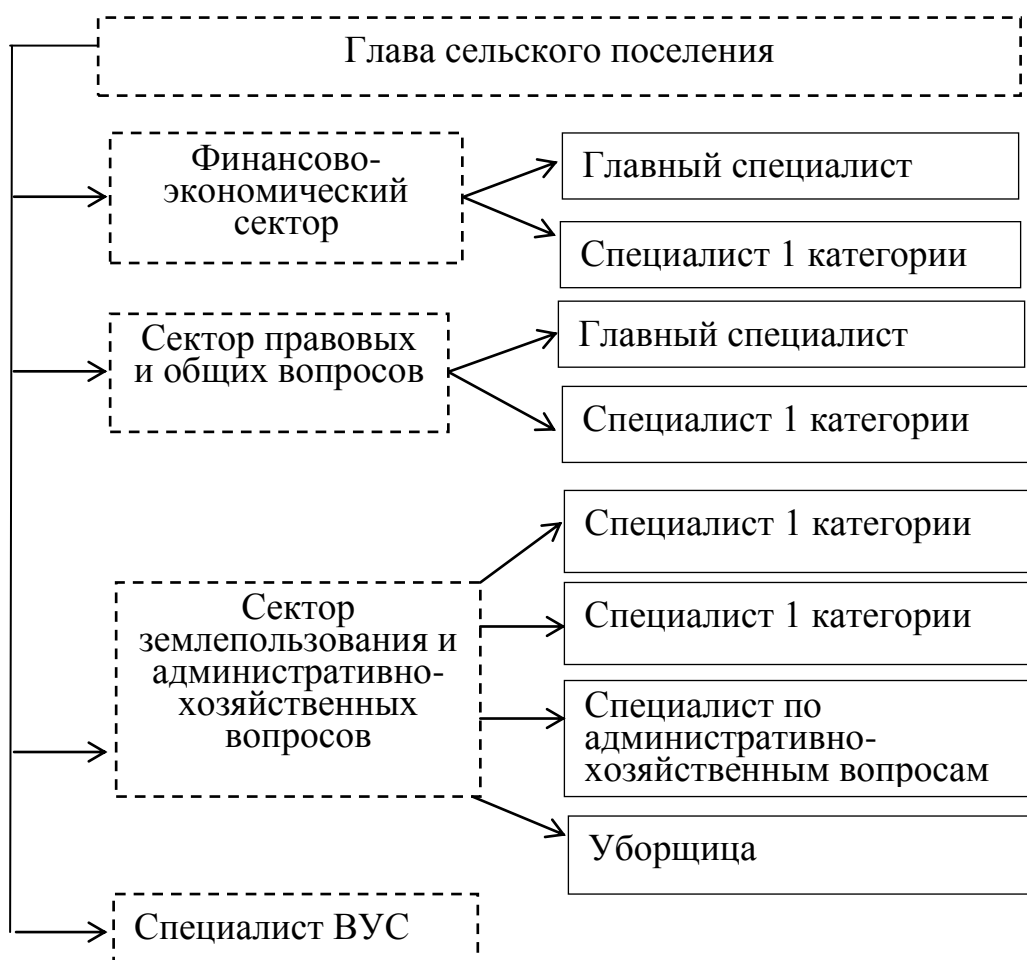 Глава сельского поселения
Финансово-
экономический
сектор
Главный специалист
Специалист 1 категории
Сектор правовых
и общих вопросов
Главный специалист
Специалист 1 категории
Сектор
землепользования и
административно-
хозяйственных
вопросов
Специалист 1 категории
Специалист 1 категории
Специалист по
административно-
хозяйственным вопросам
Уборщица
Специалист ВУС